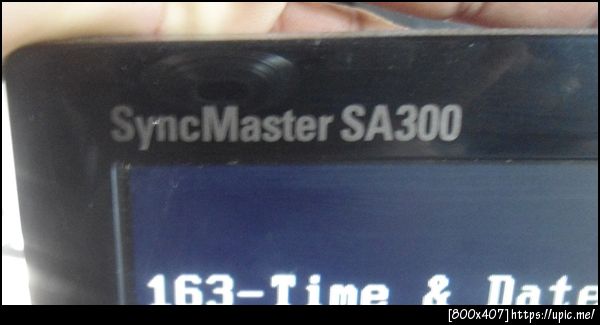 SyncMaster SA300
163-Time & Date
[800x407]https://upic.me/